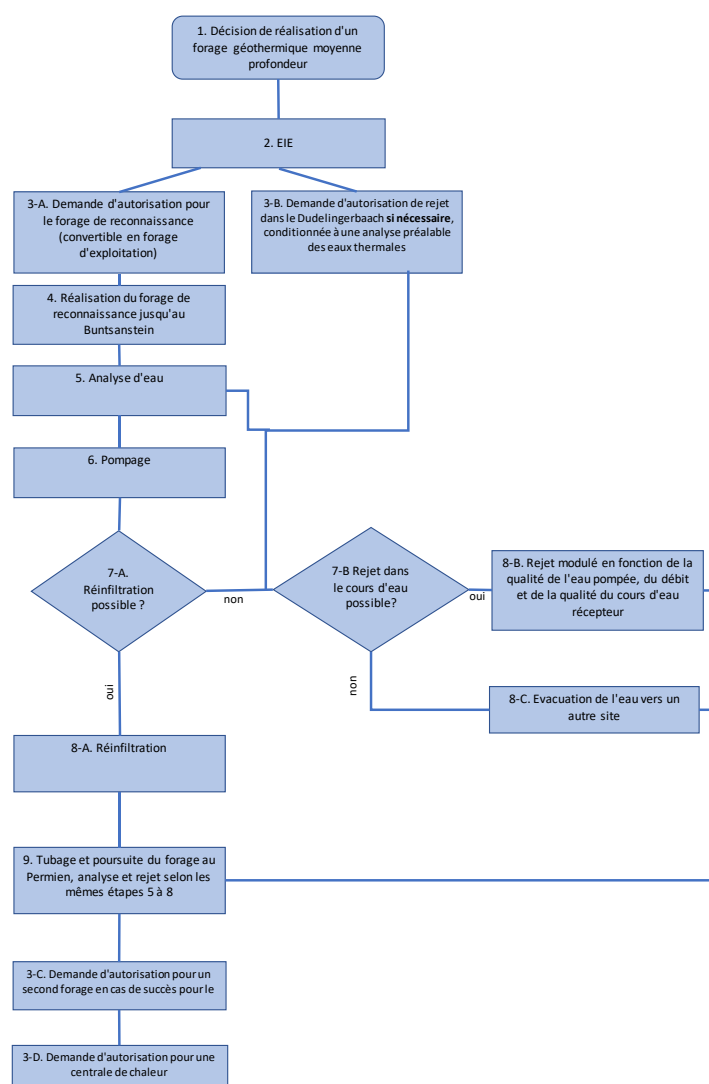 1. Décision de réalisation d'un
forage géothermique moyenne
profondeur
2. EIE
3-A. Demande d'autorisation pour
le forage de reconnaissance
(convertible en forage
d'exploitation)
3-B. Demande d'autorisation de rejet
dans le Dudelingerbaach si nécessaire,
conditionnée à une analyse préalable
des eaux thermales
4. Réalisation du forage de
reconnaissance jusqu'au
Buntsanstein
5. Analyse d'eau
6. Pompage
7-A.
Réinfiltration
possible ?
non
7-B Rejet dans
le cours d'eau
possible?
oui
8-B. Rejet modulé en fonction de la
qualité de l'eau pompée, du débit
et de la qualité du cours d'eau
récepteur
oui
non
8-C. Evacuation de l'eau vers un
autre site
8-A. Réinfiltration
9. Tubage et poursuite du forage au
Permien, analyse et rejet selon les
mêmes étapes 5 à 8
3-C. Demande d'autorisation pour un
second forage en cas de succès pour le
3-D. Demande d'autorisation pour une
centrale de chaleur